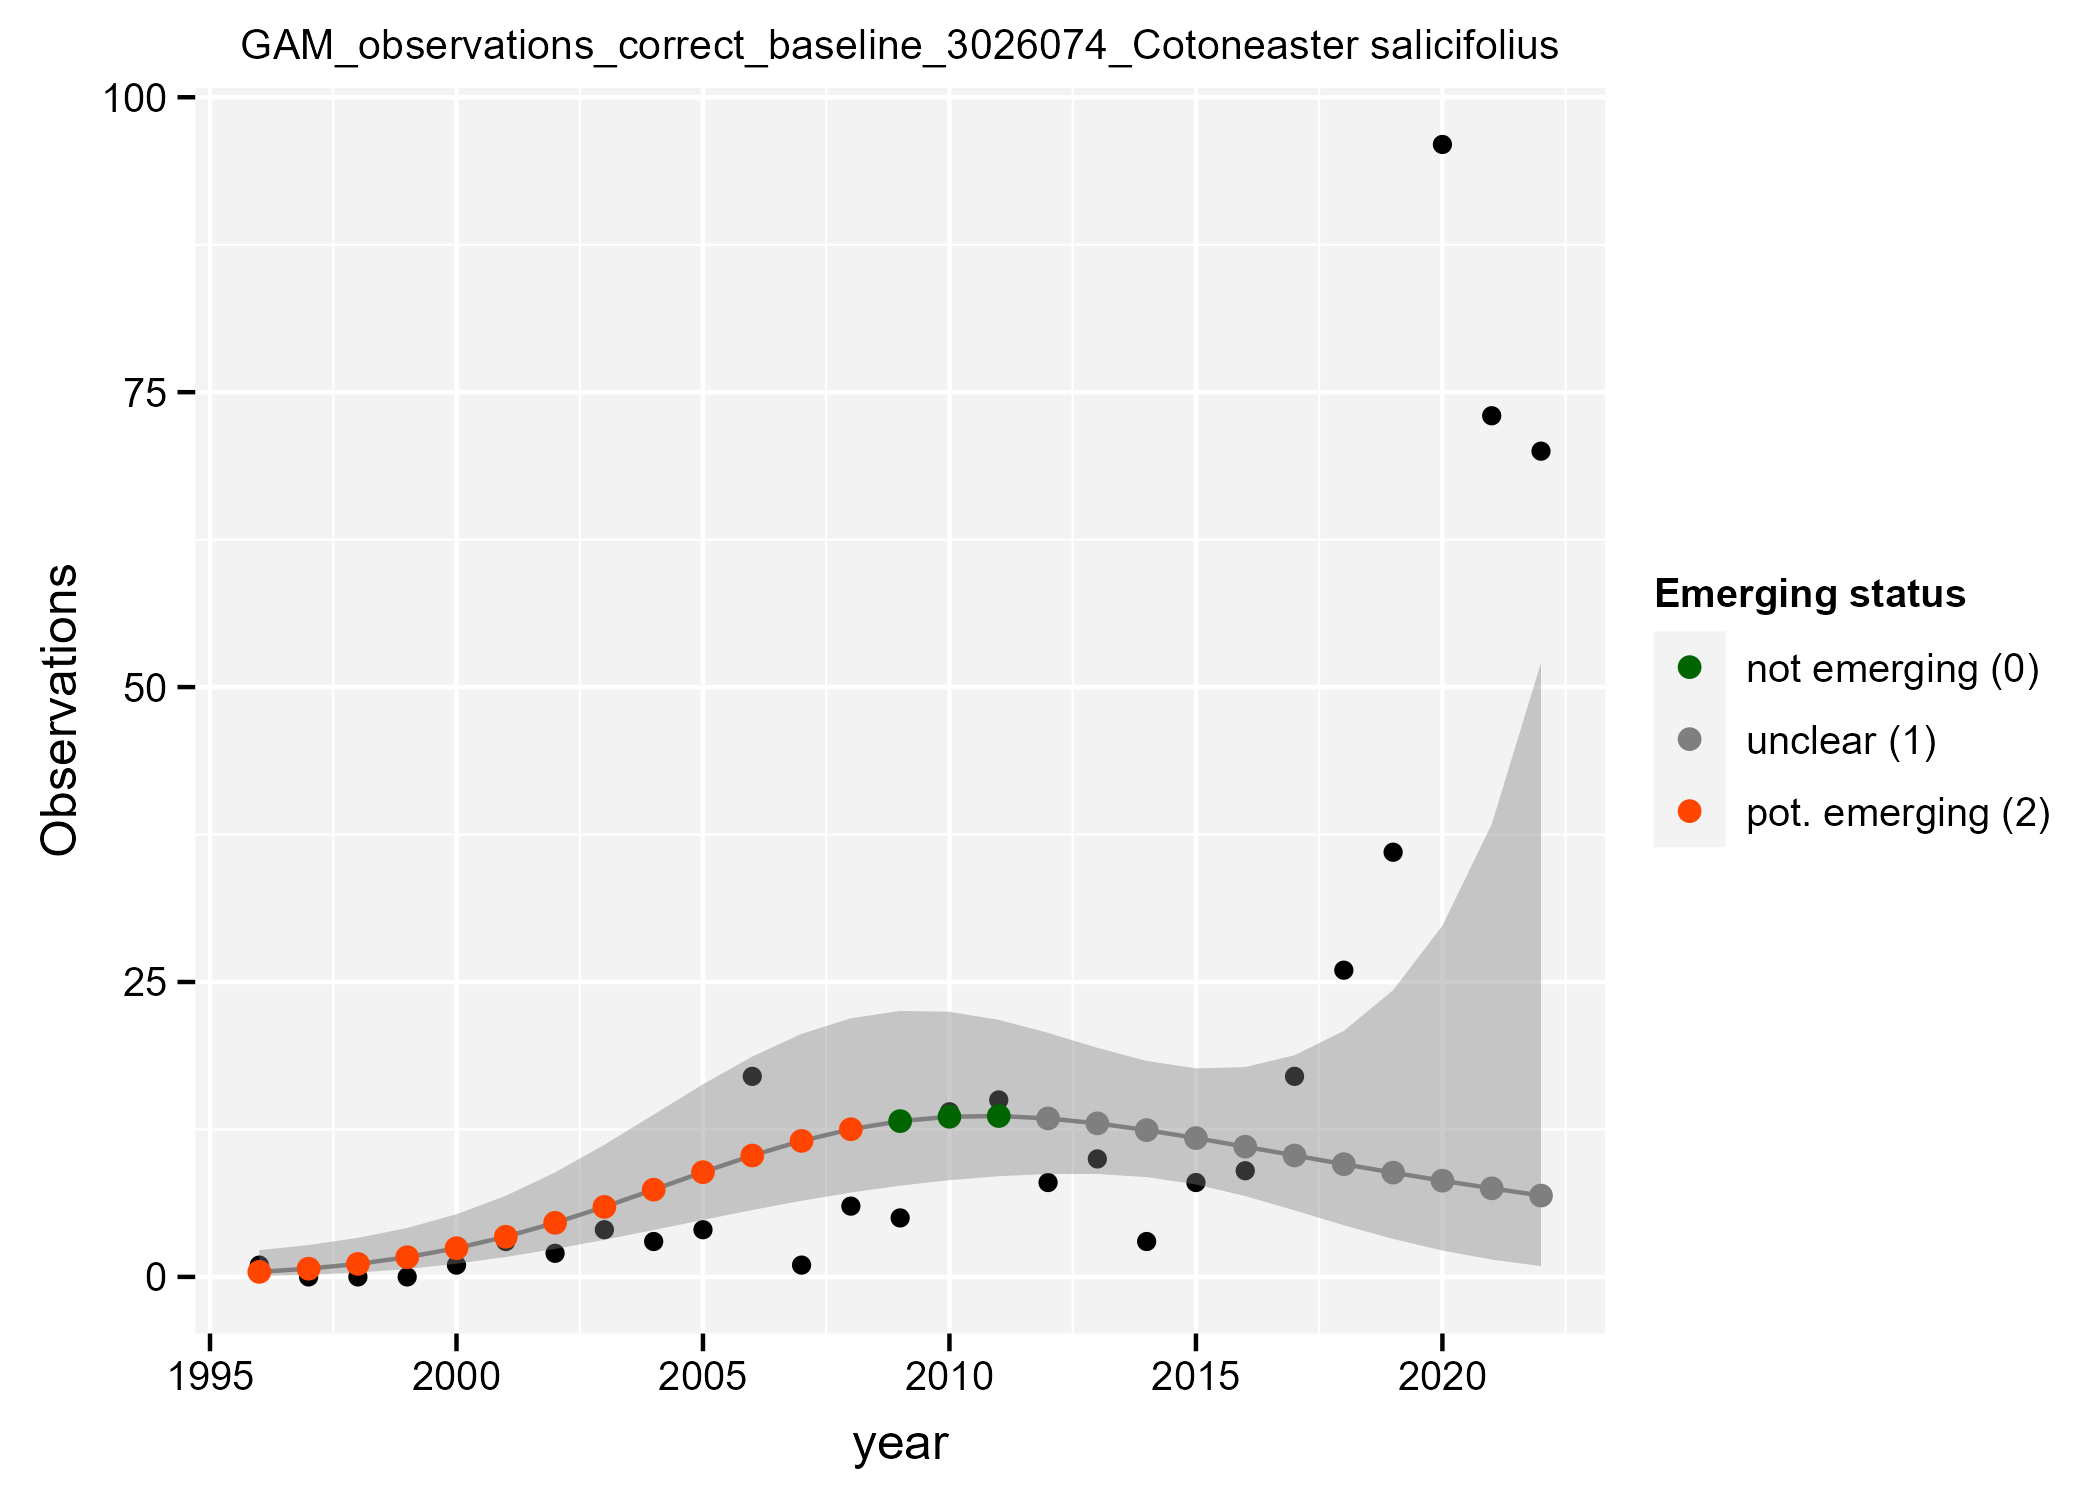 GAM_observations_correct_baseline_3026074_Cotoneaster salicifolius
100
75
50
25
0
Observations
1995 2000 2005 2010 2015 2020
year
Emerging status
not emerging (0)
unclear (1)
pot. emerging (2)